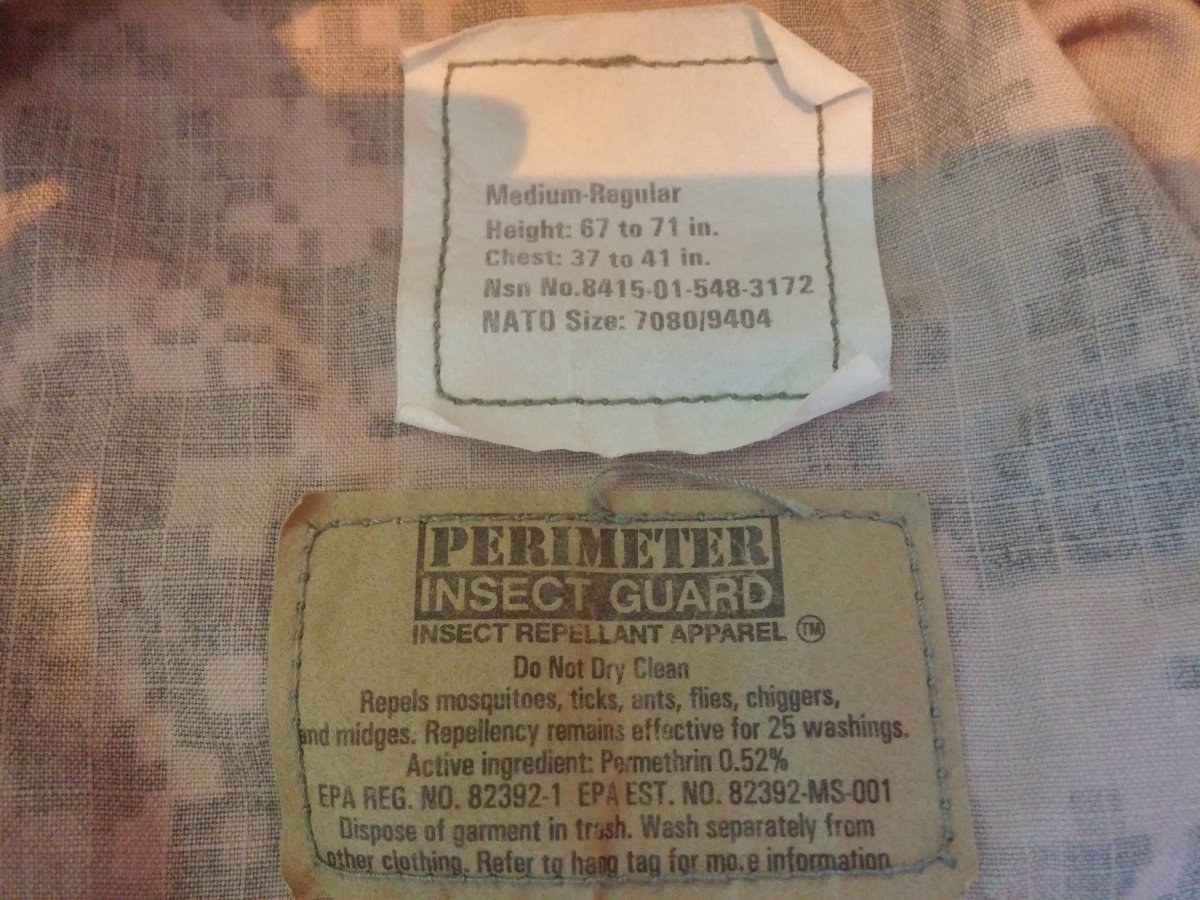 Medium-Regular
Height: 67 to 71 in.
Chest: 37 to 41 in.
Nsn No.8415-01-548-3172
NATO Size: 7080/9404
PERIMETER
INSECT GUARD
INSECT REPELLANT APPAREL TM
Do Not Dry Clean
Repels mosquitoes, ticks, ants, flies, chiggers,
and midges. Repellency remains effective for 25 washings.
Active ingredient: Permethrin 0.52%
EPA REG. NO. 82392-1 EPA EST. NO. 82392-MS-001
Dispose of garment in trash. Wash separately from
other clothing. Refer to hang tag for more information